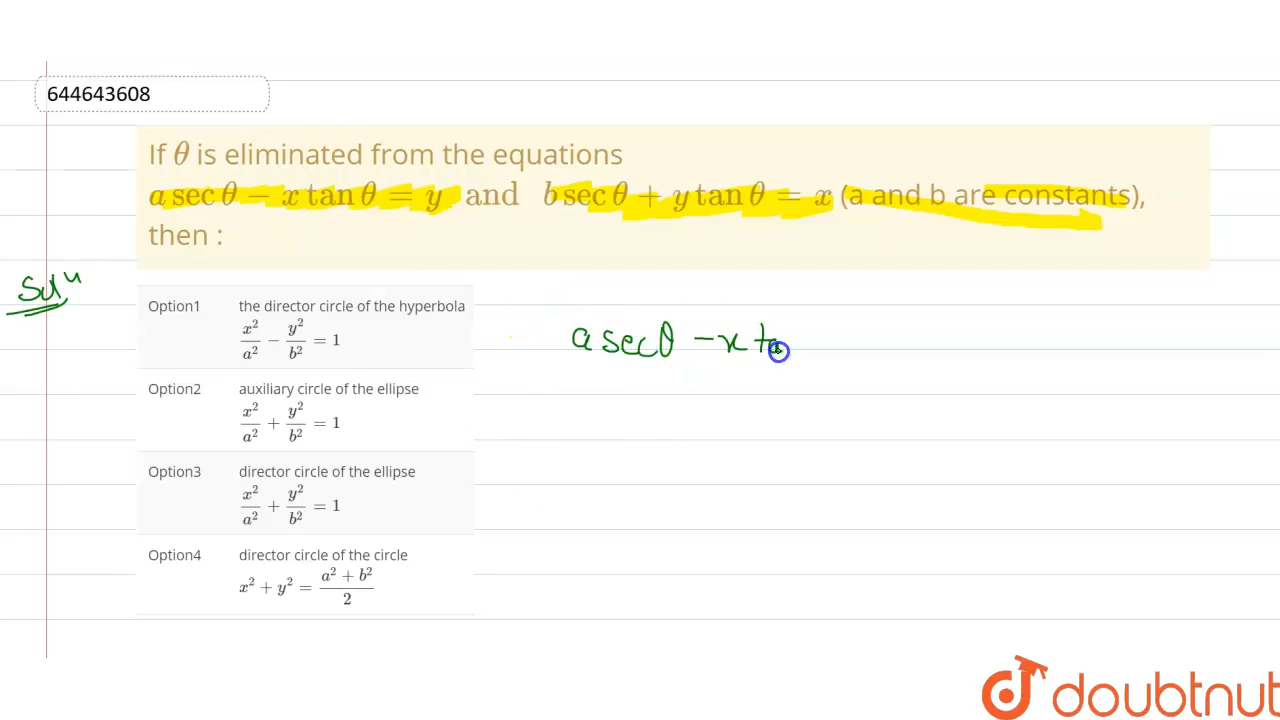 644643608
If θ is eliminated from the equations
a sec θ − x tan θ = y and b sec θ + y tan θ = x (a and b are constants),
then :
Solⁿ
Option1 the director circle of the hyperbola
x²/a² − y²/b² = 1
a secθ − x ta
Option2 auxiliary circle of the ellipse
x²/a² + y²/b² = 1
Option3 director circle of the ellipse
x²/a² + y²/b² = 1
Option4 director circle of the circle
x² + y² = (a² + b²)/2
doubtnut